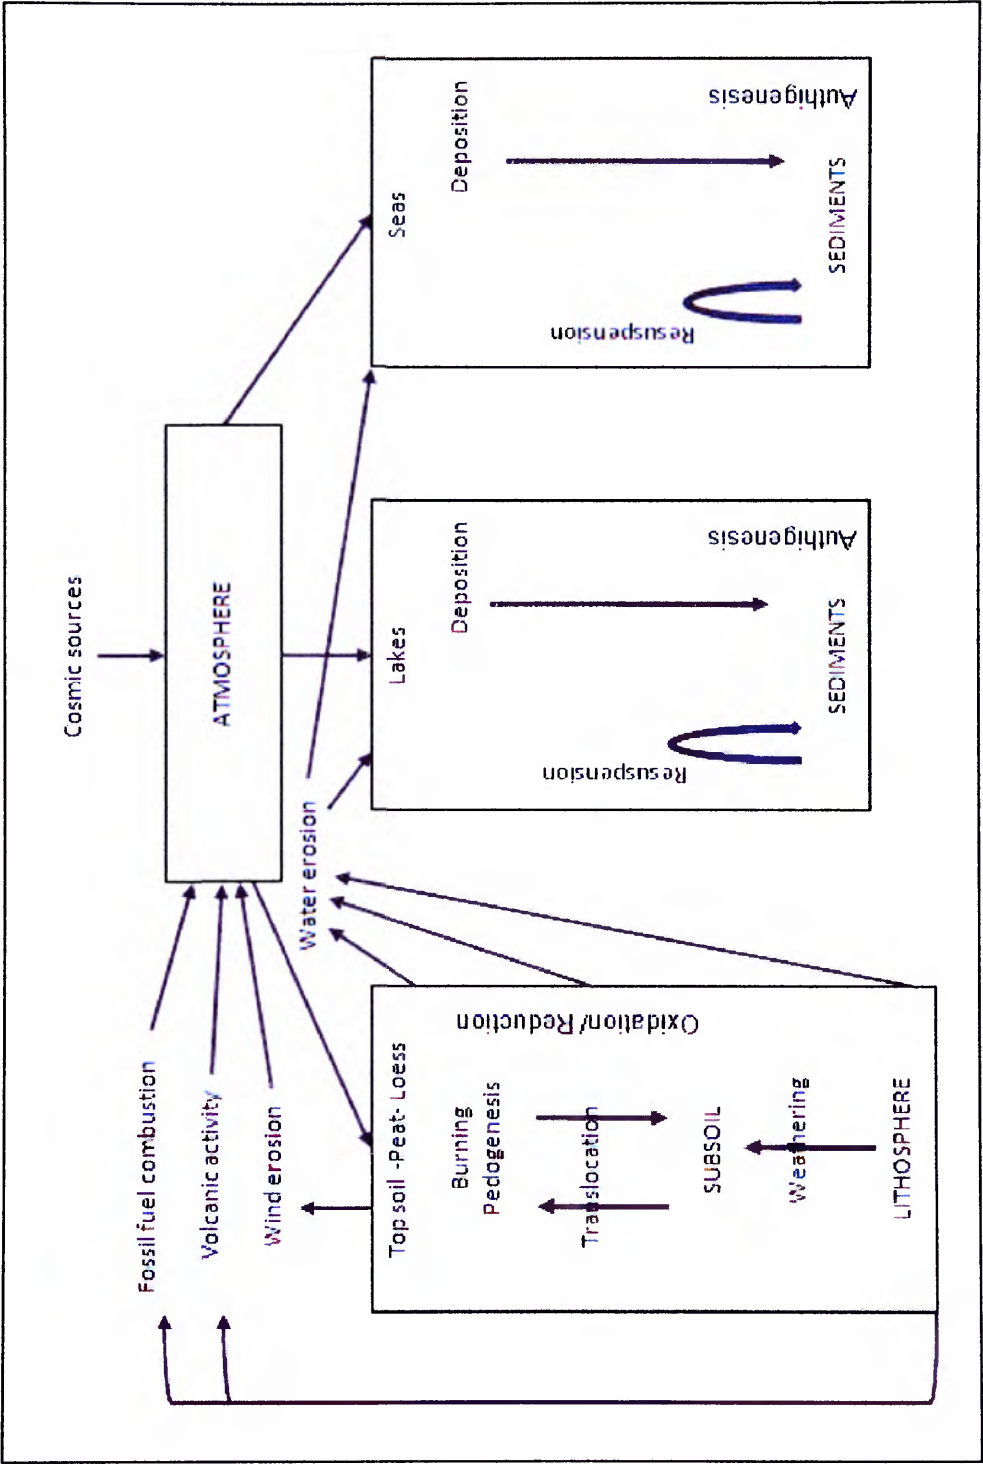 Cosmic sources
Fossil fuel combustion
Volcanic activity
Wind erosion
ATMOSPHERE
Water erosion
Top soil -Peat- Loess
Burning
Pedogenesis
Translocation
SUBSOIL
Weathering
LITHOSPHERE
Oxidation/Reduction
Lakes
Deposition
Resuspension
SEDIMENTS
Authigenesis
Seas
Deposition
Resuspension
SEDIMENTS
Authigenesis